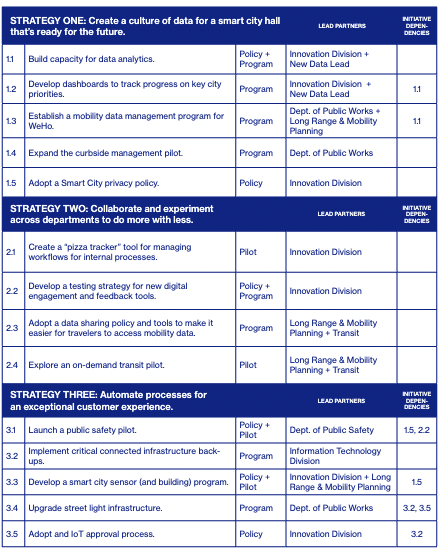 STRATEGY ONE: Create a culture of data for a smart city hall
that's ready for the future.
LEAD PARTNERS
INITIATIVE
DEPEN-
DENCIES
1.1
Build capacity for data analytics.
Policy +
Program
Innovation Division +
New Data Lead
1.2
Develop dashboards to track progress on key city
priorities.
Program
Innovation Division +
New Data Lead
1.1
1.3
Establish a mobility data management program for
WeHo.
Program
Dept. of Public Works +
Long Range & Mobility
Planning
1.1
1.4
Expand the curbside management pilot.
Program
Dept. of Public Works
1.5
Adopt a Smart City privacy policy.
Policy
Innovation Division
STRATEGY TWO: Collaborate and experiment
across departments to do more with less.
LEAD PARTNERS
INITIATIVE
DEPEN-
DENCIES
2.1
Create a “pizza tracker” tool for managing
workflows for internal processes.
Pilot
Innovation Division
2.2
Develop a testing strategy for new digital
engagement and feedback tools.
Policy +
Program
Innovation Division
2.3
Adopt a data sharing policy and tools to make it
easier for travelers to access mobility data.
Program
Long Range & Mobility
Planning + Transit
2.4
Explore an on-demand transit pilot.
Pilot
Long Range & Mobility
Planning + Transit
STRATEGY THREE: Automate processes for
an exceptional customer experience.
LEAD PARTNERS
INITIATIVE
DEPEN-
DENCIES
3.1
Launch a public safety pilot.
Policy +
Pilot
Dept. of Public Safety
1.5, 2.2
3.2
Implement critical connected infrastructure back-
ups.
Program
Information Technology
Division
3.3
Develop a smart city sensor (and building) program.
Policy +
Pilot
Innovation Division + Long
Range & Mobility Planning
1.5
3.4
Upgrade street light infrastructure.
Program
Dept. of Public Works
3.2, 3.5
3.5
Adopt and IoT approval process.
Policy
Innovation Division
3.2